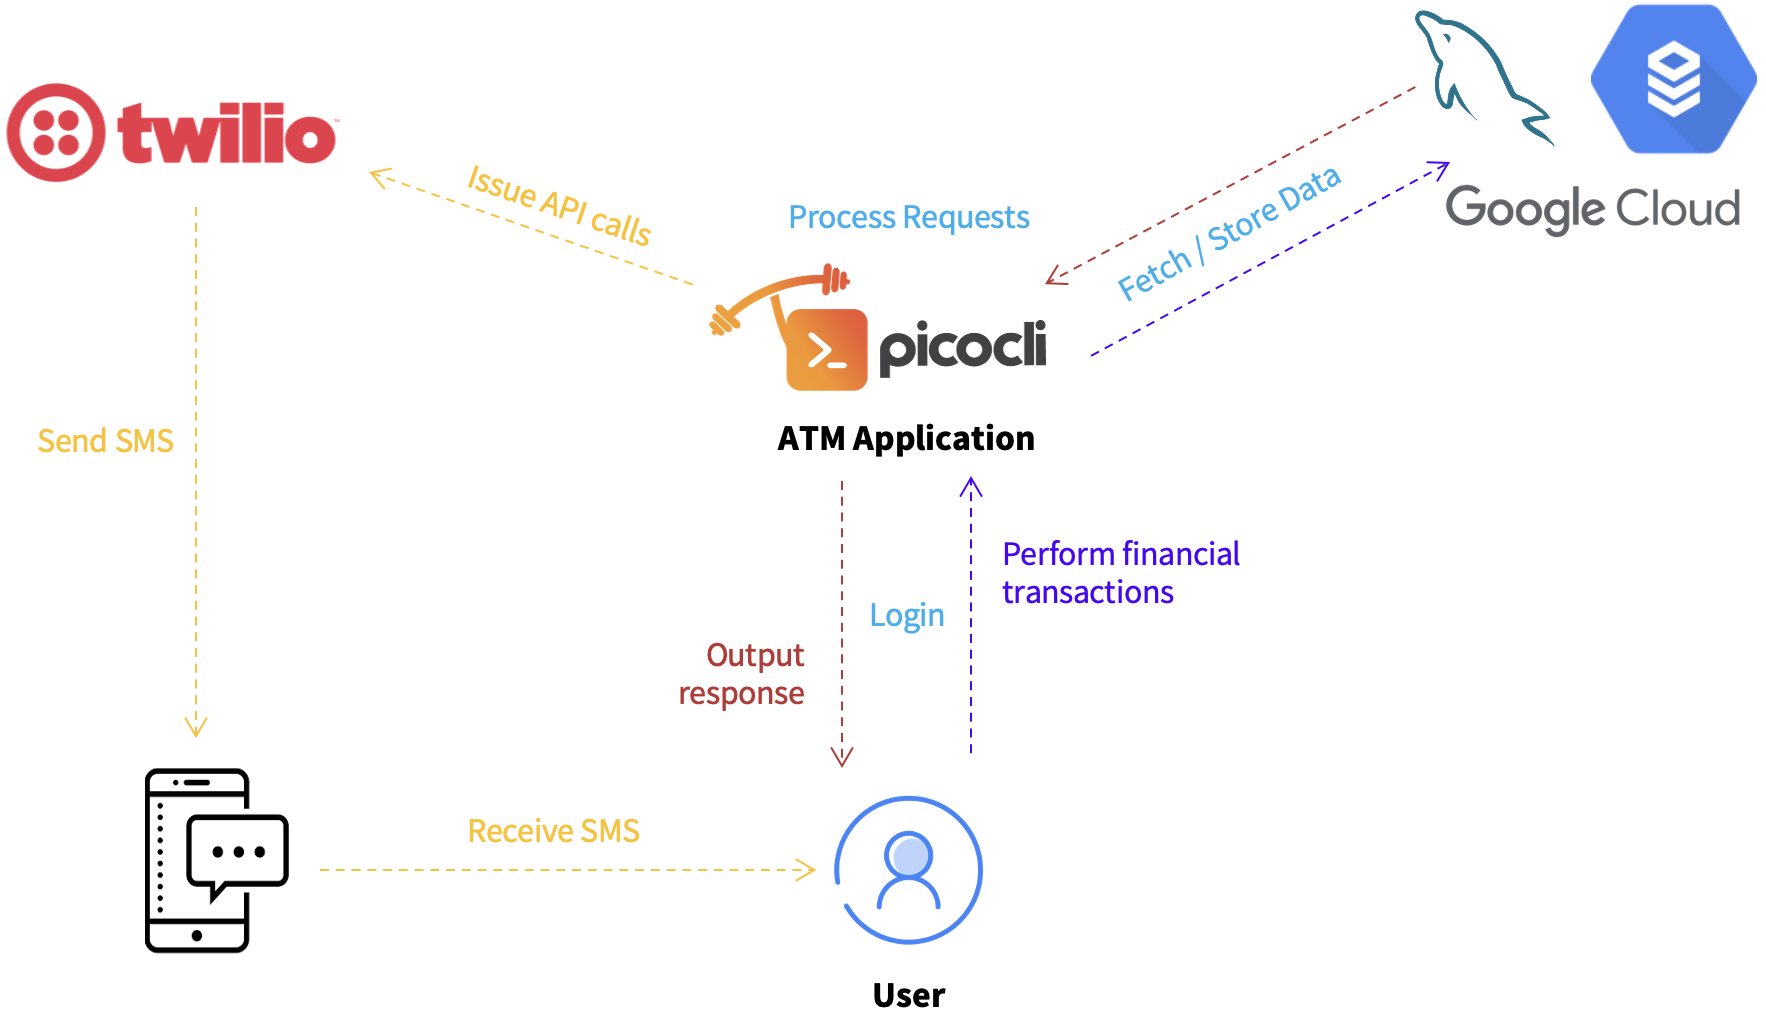 twilio
Issue API calls
Process Requests
Fetch / Store Data
Google Cloud
picocli
ATM Application
Send SMS
Perform financial
transactions
Login
Output
response
Receive SMS
User